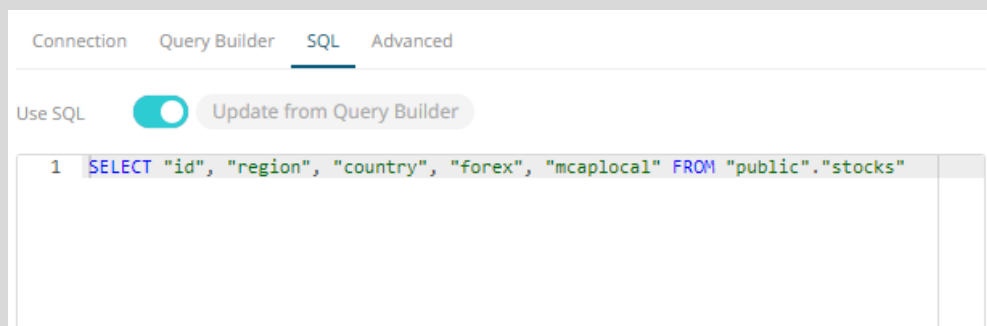 Connection Query Builder SQL Advanced
Use SQL Update from Query Builder
1 SELECT "id", "region", "country", "forex", "mcaplocal" FROM "public"."stocks"